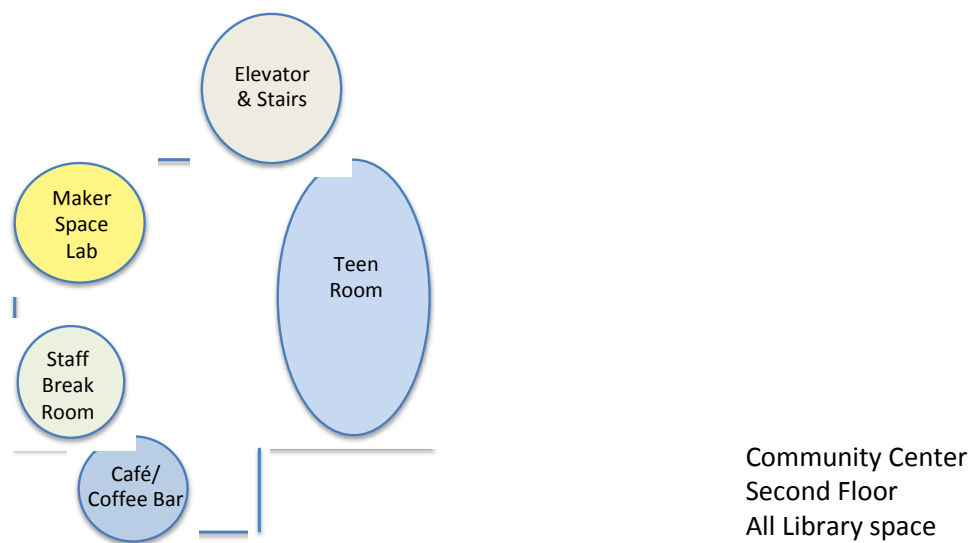 Elevator
& Stairs
Maker
Space
Lab
Teen
Room
Staff
Break
Room
Café/
Coffee Bar
Community Center
Second Floor
All Library space